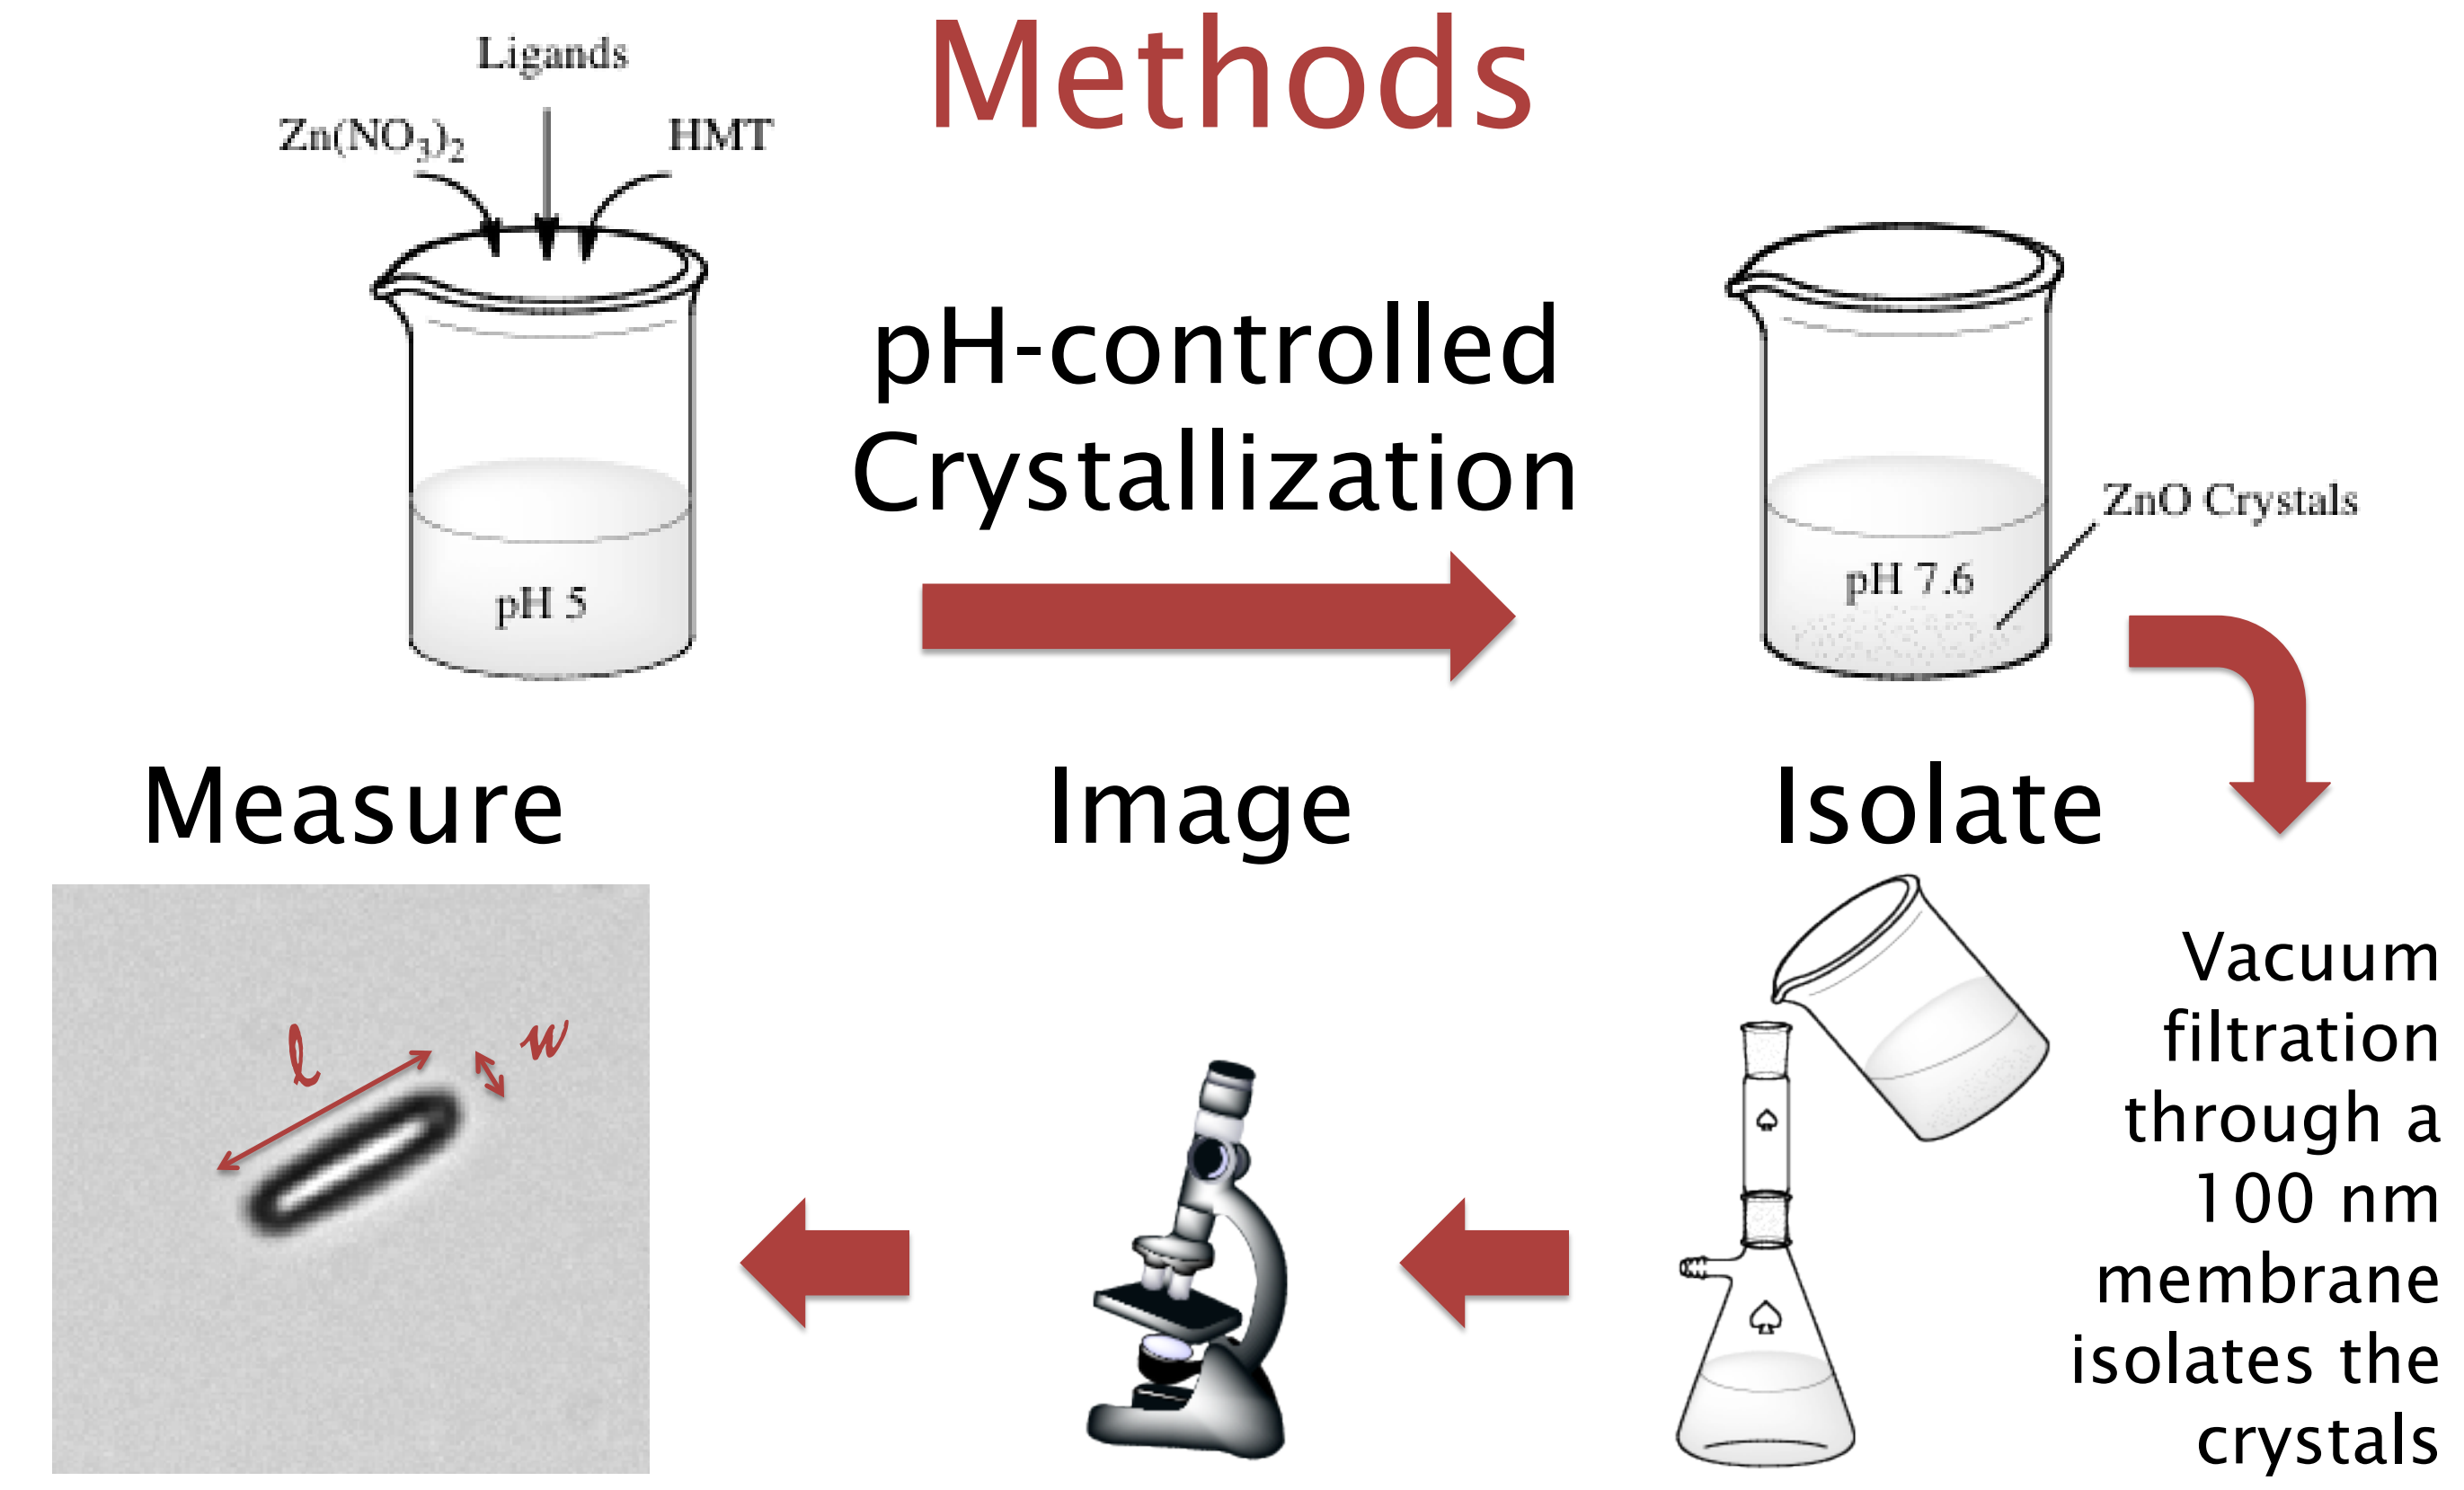 Methods
Ligands
Zn(NO₃)₂
HMT
pH 5
pH-controlled
Crystallization
pH 7.6
ZnO Crystals
Measure
Image
Isolate
ℓ
w
Vacuum
filtration
through a
100 nm
membrane
isolates the
crystals